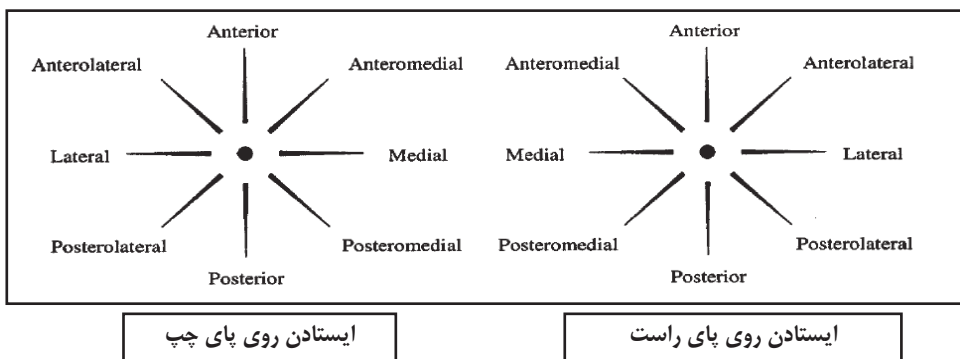 Anterior
Anterolateral
Anteromedial
Lateral
Medial
Posterolateral
Posteromedial
Posterior
Anterior
Anteromedial
Anterolateral
Medial
Lateral
Posteromedial
Posterolateral
Posterior
ایستادن روی پای چپ
ایستادن روی پای راست